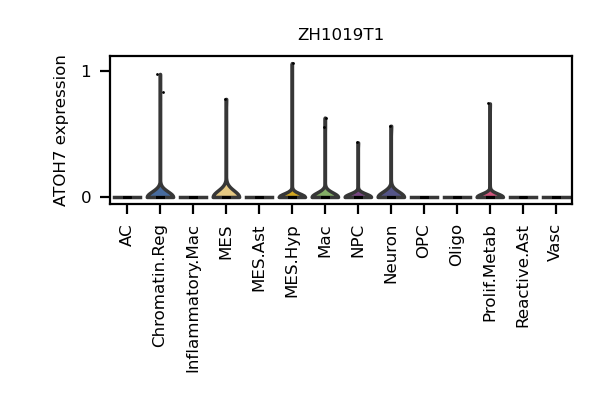 ZH1019T1
ATOH7 expression
1
0
AC
Chromatin.Reg
Inflammatory.Mac
MES
MES.Ast
MES.Hyp
Mac
NPC
Neuron
OPC
Oligo
Prolif.Metab
Reactive.Ast
Vasc